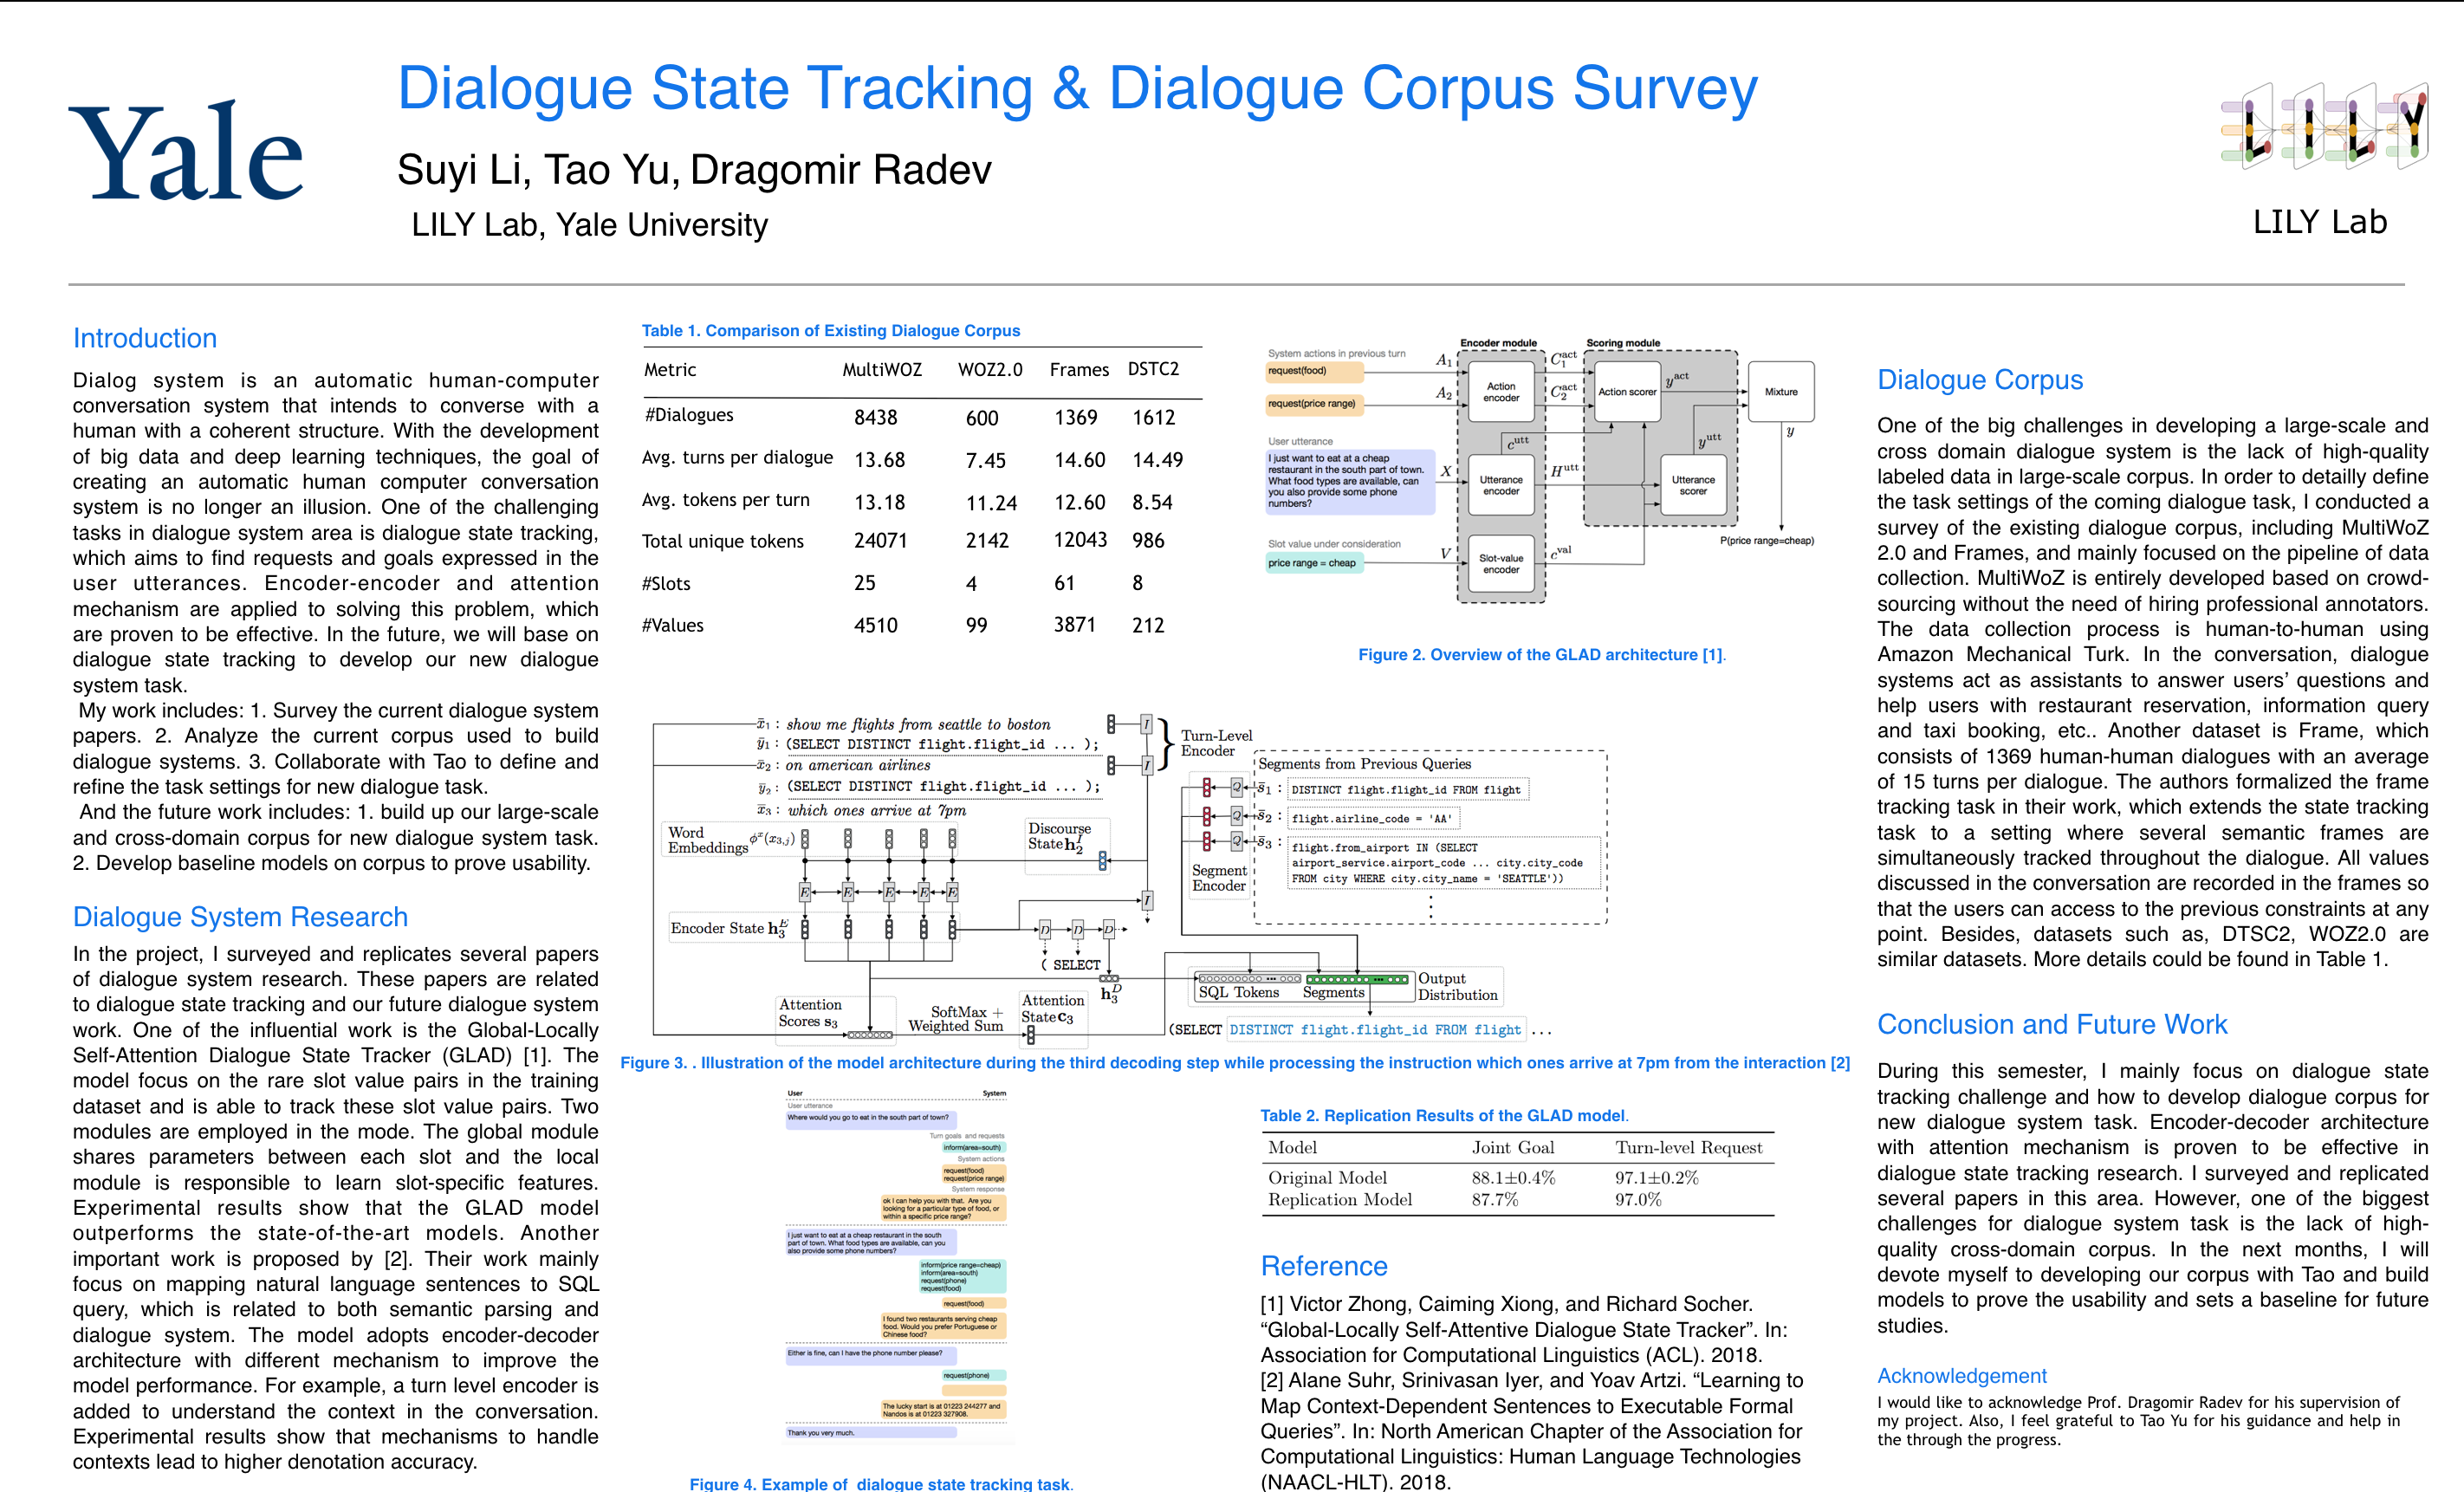 Yale
Dialogue State Tracking & Dialogue Corpus Survey
Suyi Li, Tao Yu, Dragomir Radev
LILY Lab, Yale University
LILY Lab
Introduction
Dialog system is an automatic human-computer
conversation system that intends to converse with a
human with a coherent structure. With the development
of big data and deep learning techniques, the goal of
creating an automatic human computer conversation
system is no longer an illusion. One of the challenging
tasks in dialogue system area is dialogue state tracking,
which aims to find requests and goals expressed in the
user utterances. Encoder-encoder and attention
mechanism are applied to solving this problem, which
are proven to be effective. In the future, we will base on
dialogue state tracking to develop our new dialogue
system task.
My work includes: 1. Survey the current dialogue system
papers. 2. Analyze the current corpus used to build
dialogue systems. 3. Collaborate with Tao to define and
refine the task settings for new dialogue task.
And the future work includes: 1. build up our large-scale
and cross-domain corpus for new dialogue system task.
2. Develop baseline models on corpus to prove usability.
Dialogue System Research
In the project, I surveyed and replicates several papers
of dialogue system research. These papers are related
to dialogue state tracking and our future dialogue system
work. One of the influential work is the Global-Locally
Self-Attention Dialogue State Tracker (GLAD) [1]. The
model focus on the rare slot value pairs in the training
dataset and is able to track these slot value pairs. Two
modules are employed in the mode. The global module
shares parameters between each slot and the local
module is responsible to learn slot-specific features.
Experimental results show that the GLAD model
outperforms the state-of-the-art models. Another
important work is proposed by [2]. Their work mainly
focus on mapping natural language sentences to SQL
query, which is related to both semantic parsing and
dialogue system. The model adopts encoder-decoder
architecture with different mechanism to improve the
model performance. For example, a turn level encoder is
added to understand the context in the conversation.
Experimental results show that mechanisms to handle
contexts lead to higher denotation accuracy.
Table 1. Comparison of Existing Dialogue Corpus
Metric MultiWOZ WOZ2.0 Frames DSTC2
#Dialogues 8438 600 1369 1612
Avg. turns per dialogue 13.68 7.45 14.60 14.49
Avg. tokens per turn 13.18 11.24 12.60 8.54
Total unique tokens 24071 2142 12043 986
#Slots 25 4 61 8
#Values 4510 99 3871 212
Encoder module Scoring module
System actions in previous turn
request(food)
A1
Action encoder
C1^act
Action scorer
y^act
Mixture
request(price range)
A2
C2^act
User utterance
c^utt
y^utt
y
I just want to eat at a cheap
restaurant in the south part of town.
What food types are available, can
you also provide some phone
numbers?
X
Utterance encoder
H^utt
Utterance scorer
Slot value under consideration
price range = cheap
V
Slot-value encoder
c^val
P(price range=cheap)
Figure 2. Overview of the GLAD architecture [1].
x̄1 : show me flights from seattle to boston
ȳ1 : (SELECT DISTINCT flight.flight_id ... );
x̄2 : on american airlines
ȳ2 : (SELECT DISTINCT flight.flight_id ... );
x̄3 : which ones arrive at 7pm
I
I
Turn-Level
Encoder
Word
Embeddings ϕ^x(x3,j)
Discourse
State h2^I
E E E E E
I
Encoder State h3^E
D D D
( SELECT
h3^D
Segments from Previous Queries
Q s̄1 : DISTINCT flight.flight_id FROM flight
Q s̄2 : flight.airline_code = 'AA'
Q s̄3 : flight.from_airport IN (SELECT
airport_service.airport_code ... city.city_code
FROM city WHERE city.city_name = 'SEATTLE'))
Segment
Encoder
Attention
Scores s3
SoftMax +
Weighted Sum
Attention
State c3
SQL Tokens Segments
Output
Distribution
(SELECT DISTINCT flight.flight_id FROM flight ...
Figure 3. . Illustration of the model architecture during the third decoding step while processing the instruction which ones arrive at 7pm from the interaction [2]
User System
User utterance
Where would you go to eat in the south part of town?
Turn goals and requests
inform(area=south)
System actions
request(food)
request(price range)
System response
ok I can help you with that. Are you
looking for a particular type of food, or
within a specific price range?
I just want to eat at a cheap restaurant in the south
part of town. What food types are available, can you
also provide some phone numbers?
inform(price range=cheap)
inform(area=south)
request(phone)
request(food)
request(food)
I found two restaurants serving cheap
food. Would you prefer Portuguese or
Chinese food?
Either is fine, can I have the phone number please?
request(phone)
The lucky start is at 01223 244277 and
Nandos is at 01223 327908.
Thank you very much.
Figure 4. Example of dialogue state tracking task.
Table 2. Replication Results of the GLAD model.
Model Joint Goal Turn-level Request
Original Model 88.1±0.4% 97.1±0.2%
Replication Model 87.7% 97.0%
Reference
[1] Victor Zhong, Caiming Xiong, and Richard Socher.
“Global-Locally Self-Attentive Dialogue State Tracker”. In:
Association for Computational Linguistics (ACL). 2018.
[2] Alane Suhr, Srinivasan Iyer, and Yoav Artzi. “Learning to
Map Context-Dependent Sentences to Executable Formal
Queries”. In: North American Chapter of the Association for
Computational Linguistics: Human Language Technologies
(NAACL-HLT). 2018.
Dialogue Corpus
One of the big challenges in developing a large-scale and
cross domain dialogue system is the lack of high-quality
labeled data in large-scale corpus. In order to detailly define
the task settings of the coming dialogue task, I conducted a
survey of the existing dialogue corpus, including MultiWoZ
2.0 and Frames, and mainly focused on the pipeline of data
collection. MultiWoZ is entirely developed based on crowd-
sourcing without the need of hiring professional annotators.
The data collection process is human-to-human using
Amazon Mechanical Turk. In the conversation, dialogue
systems act as assistants to answer users’ questions and
help users with restaurant reservation, information query
and taxi booking, etc.. Another dataset is Frame, which
consists of 1369 human-human dialogues with an average
of 15 turns per dialogue. The authors formalized the frame
tracking task in their work, which extends the state tracking
task to a setting where several semantic frames are
simultaneously tracked throughout the dialogue. All values
discussed in the conversation are recorded in the frames so
that the users can access to the previous constraints at any
point. Besides, datasets such as, DTSC2, WOZ2.0 are
similar datasets. More details could be found in Table 1.
Conclusion and Future Work
During this semester, I mainly focus on dialogue state
tracking challenge and how to develop dialogue corpus for
new dialogue system task. Encoder-decoder architecture
with attention mechanism is proven to be effective in
dialogue state tracking research. I surveyed and replicated
several papers in this area. However, one of the biggest
challenges for dialogue system task is the lack of high-
quality cross-domain corpus. In the next months, I will
devote myself to developing our corpus with Tao and build
models to prove the usability and sets a baseline for future
studies.
Acknowledgement
I would like to acknowledge Prof. Dragomir Radev for his supervision of
my project. Also, I feel grateful to Tao Yu for his guidance and help in
the through the progress.